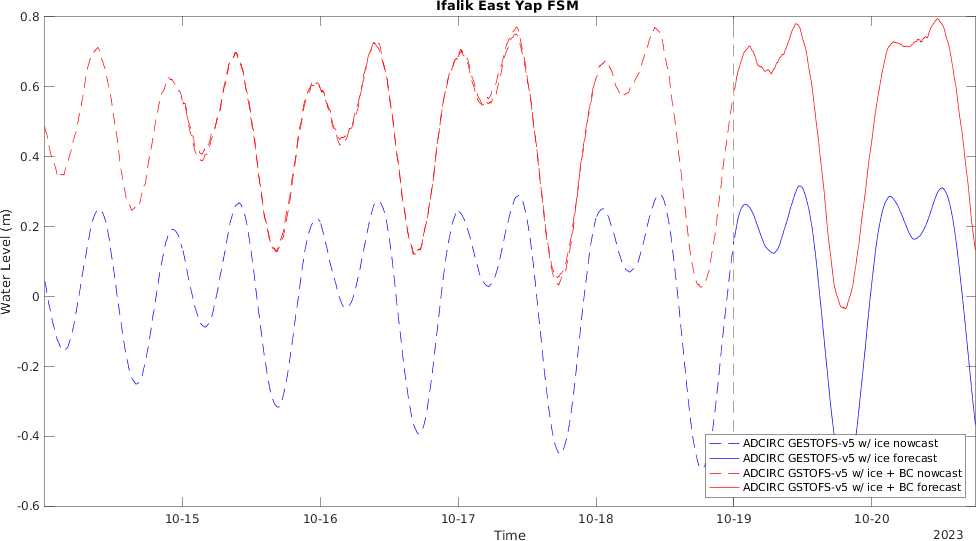 Ifalik East Yap FSM
0.8
0.6
0.4
0.2
0
-0.2
-0.4
-0.6
Water Level (m)
ADCIRC GESTOFS-v5 w/ ice nowcast
ADCIRC GESTOFS-v5 w/ ice forecast
ADCIRC GSTOFS-v5 w/ ice + BC nowcast
ADCIRC GSTOFS-v5 w/ ice + BC forecast
10-15 10-16 10-17 10-18 10-19 10-20
Time
2023